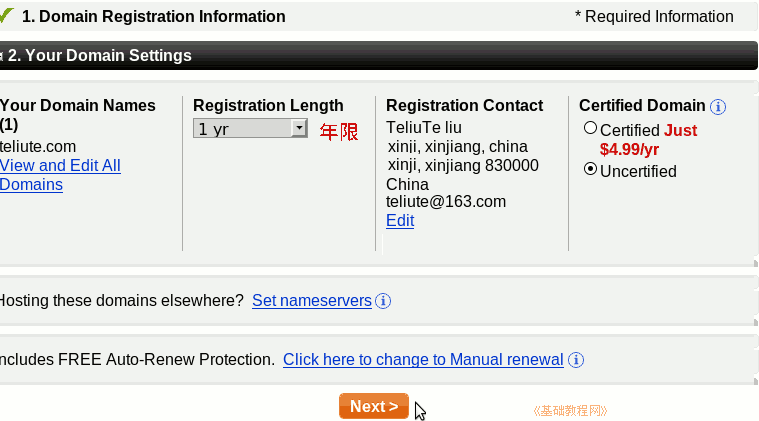 1. Domain Registration Information
* Required Information
2. Your Domain Settings
Your Domain Names
(1)
teliute.com
View and Edit All
Domains
Registration Length
1 yr
年限
Registration Contact
TeliuTe liu
xinji, xinjiang, china
xinji, xinjiang 830000
China
teliute@163.com
Edit
Certified Domain
Certified Just
$4.99/yr
Uncertified
Hosting these domains elsewhere? Set nameservers
ncludes FREE Auto-Renew Protection. Click here to change to Manual renewal
Next >
《基础教程网》